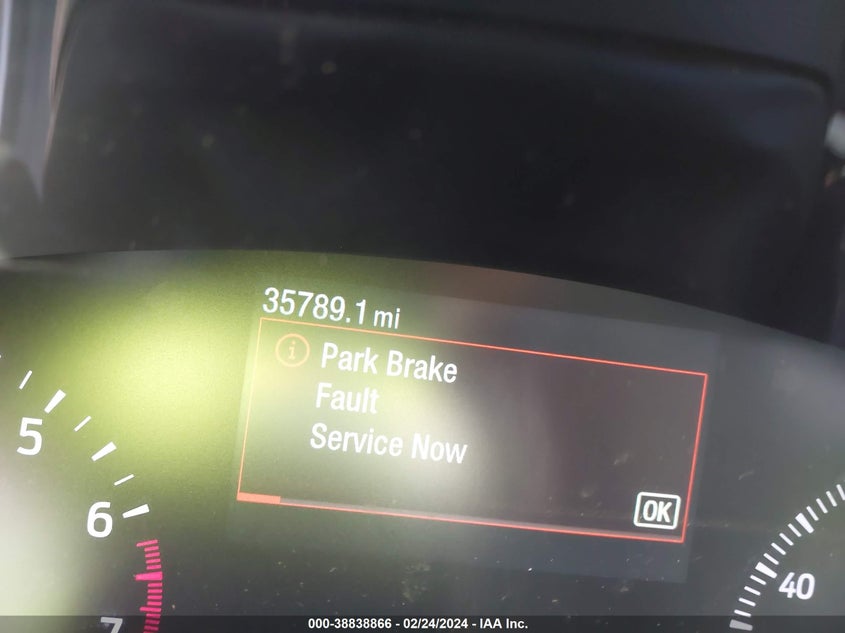 35789.1 mi
i Park Brake
Fault
Service Now
OK
5
6
7
40
000-38838866 - 02/24/2024 - IAA Inc.